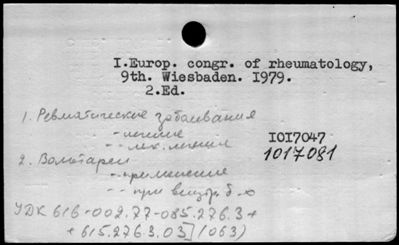 I.Europ. congr. of rheumatology,
9th. Wiesbaden. I979.
2.Ed.
1. Ревматические заболевания
- лечение
IOI7047
-- лек. лечение
1017081
2. Вольтарен
-- применение
-- при внутр. б-х
УДК 616-002.77-085.276.3+
+615.276.3.03](063)